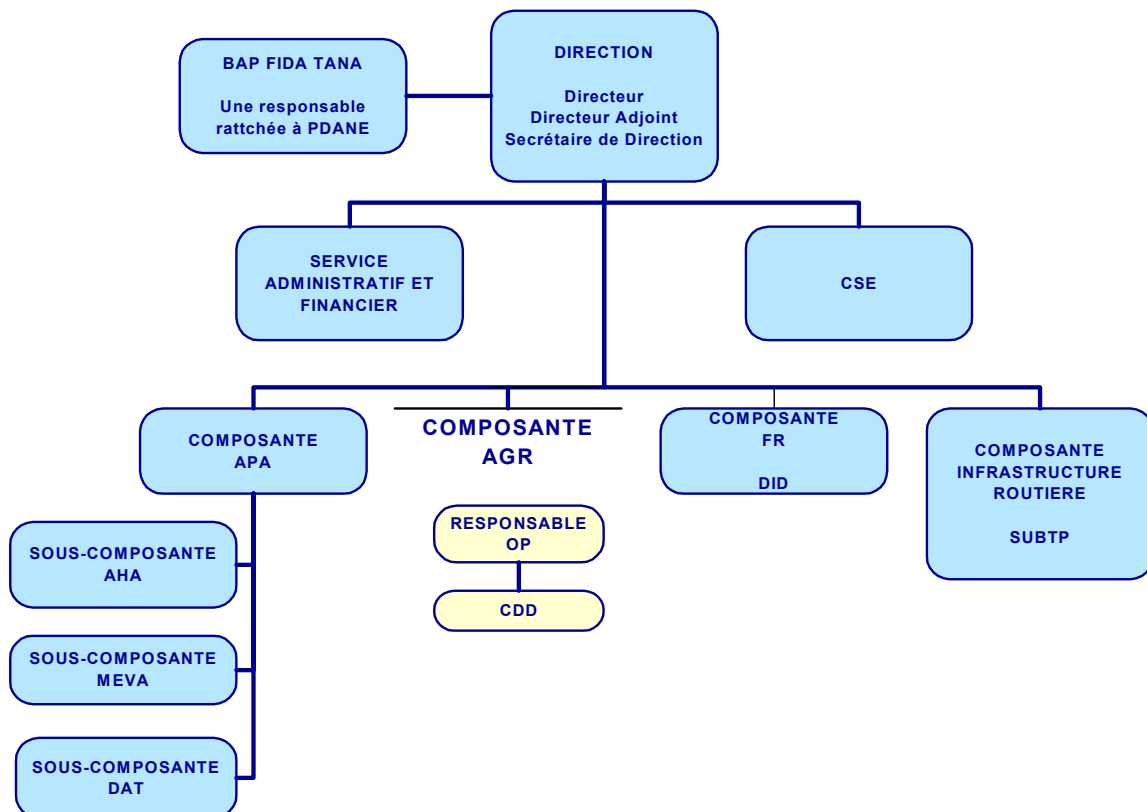 BAP FIDA TANA
Une responsable
rattchée à PDANE
DIRECTION
Directeur
Directeur Adjoint
Secrétaire de Direction
SERVICE
ADMINISTRATIF ET
FINANCIER
CSE
COMPOSANTE
APA
COMPOSANTE
AGR
COMPOSANTE
FR
DID
COMPOSANTE
INFRASTRUCTURE
ROUTIERE
SUBTP
RESPONSABLE
OP
CDD
SOUS-COMPOSANTE
AHA
SOUS-COMPOSANTE
MEVA
SOUS-COMPOSANTE
DAT